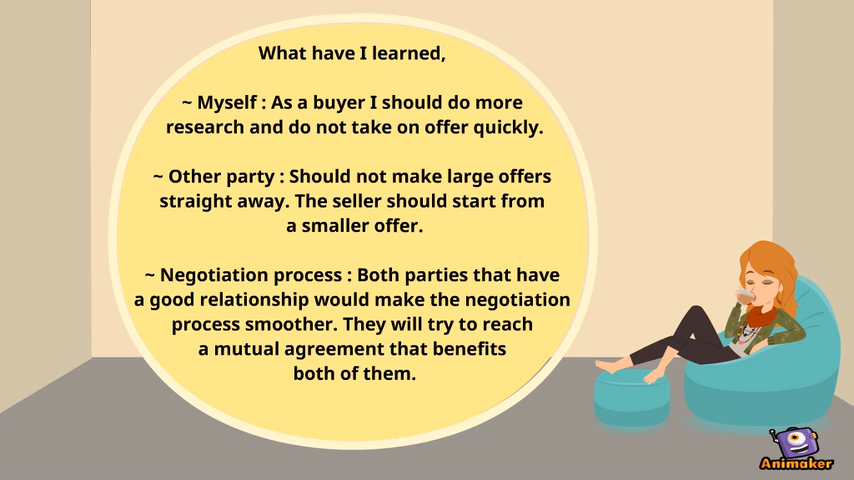 What have I learned,
~ Myself : As a buyer I should do more
research and do not take on offer quickly.
~ Other party : Should not make large offers
straight away. The seller should start from
a smaller offer.
~ Negotiation process : Both parties that have
a good relationship would make the negotiation
process smoother. They will try to reach
a mutual agreement that benefits
both of them.
Animaker